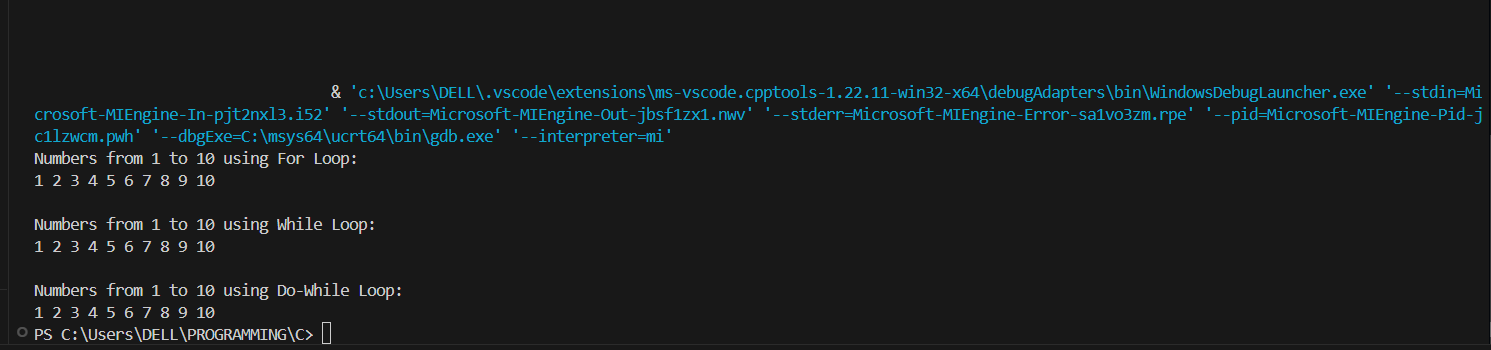 & 'c:\Users\DELL\.vscode\extensions\ms-vscode.cpptools-1.22.11-win32-x64\debugAdapters\bin\WindowsDebugLauncher.exe' '--stdin=Mi
crosoft-MIEngine-In-pjt2nxl3.i52' '--stdout=Microsoft-MIEngine-Out-jbsf1zx1.nwv' '--stderr=Microsoft-MIEngine-Error-sa1vo3zm.rpe' '--pid=Microsoft-MIEngine-Pid-j
c1lzwcm.pwh' '--dbgExe=C:\msys64\ucrt64\bin\gdb.exe' '--interpreter=mi'
Numbers from 1 to 10 using For Loop:
1 2 3 4 5 6 7 8 9 10
Numbers from 1 to 10 using While Loop:
1 2 3 4 5 6 7 8 9 10
Numbers from 1 to 10 using Do-While Loop:
1 2 3 4 5 6 7 8 9 10
PS C:\Users\DELL\PROGRAMMING\C>